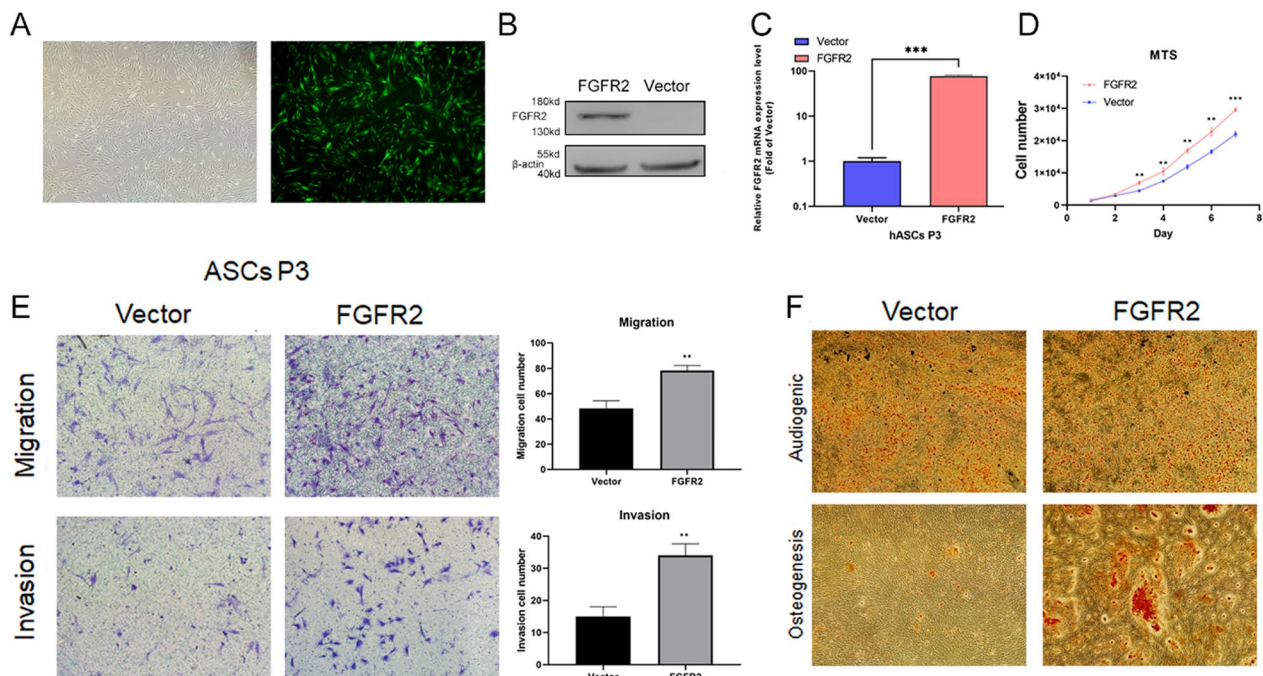 A
B
FGFR2 Vector
180kd
FGFR2
130kd
55kd
β-actin
40kd
C
Vector
FGFR2
Relative FGFR2 mRNA expression level
(Fold of Vector)
100
10
1
0.1
***
Vector FGFR2
hASCs P3
D
MTS
FGFR2
Vector
Cell number
4×10⁴
3×10⁴
2×10⁴
1×10⁴
0
** ** ** ** ***
0 2 4 6 8
Day
ASCs P3
E
Vector FGFR2
Migration
Invasion
Migration
Migration cell number
100
80
60
40
20
0
**
Vector FGFR2
Invasion
Invasion cell number
40
30
20
10
0
**
Vector FGFR2
F
Vector FGFR2
Audiogenic
Osteogenesis